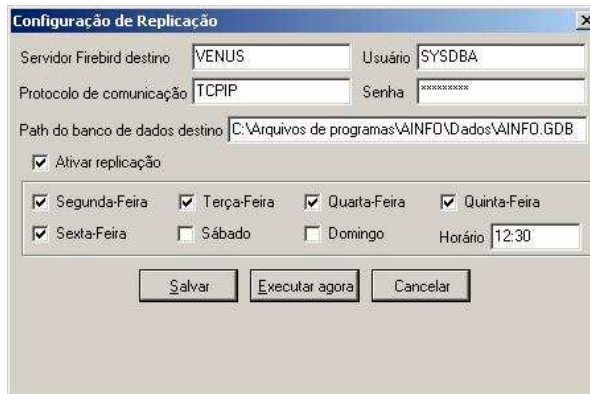 Configuração de Replicação
Servidor Firebird destino VENUS Usuário SYSDBA
Protocolo de comunicação TCPIP Senha *********
Path do banco de dados destino C:\Arquivos de programas\AINFO\Dados\AINFO.GDB
Ativar replicação
Segunda-Feira Terça-Feira Quarta-Feira Quinta-Feira
Sexta-Feira Sábado Domingo Horário 12:30
Salvar Executar agora Cancelar